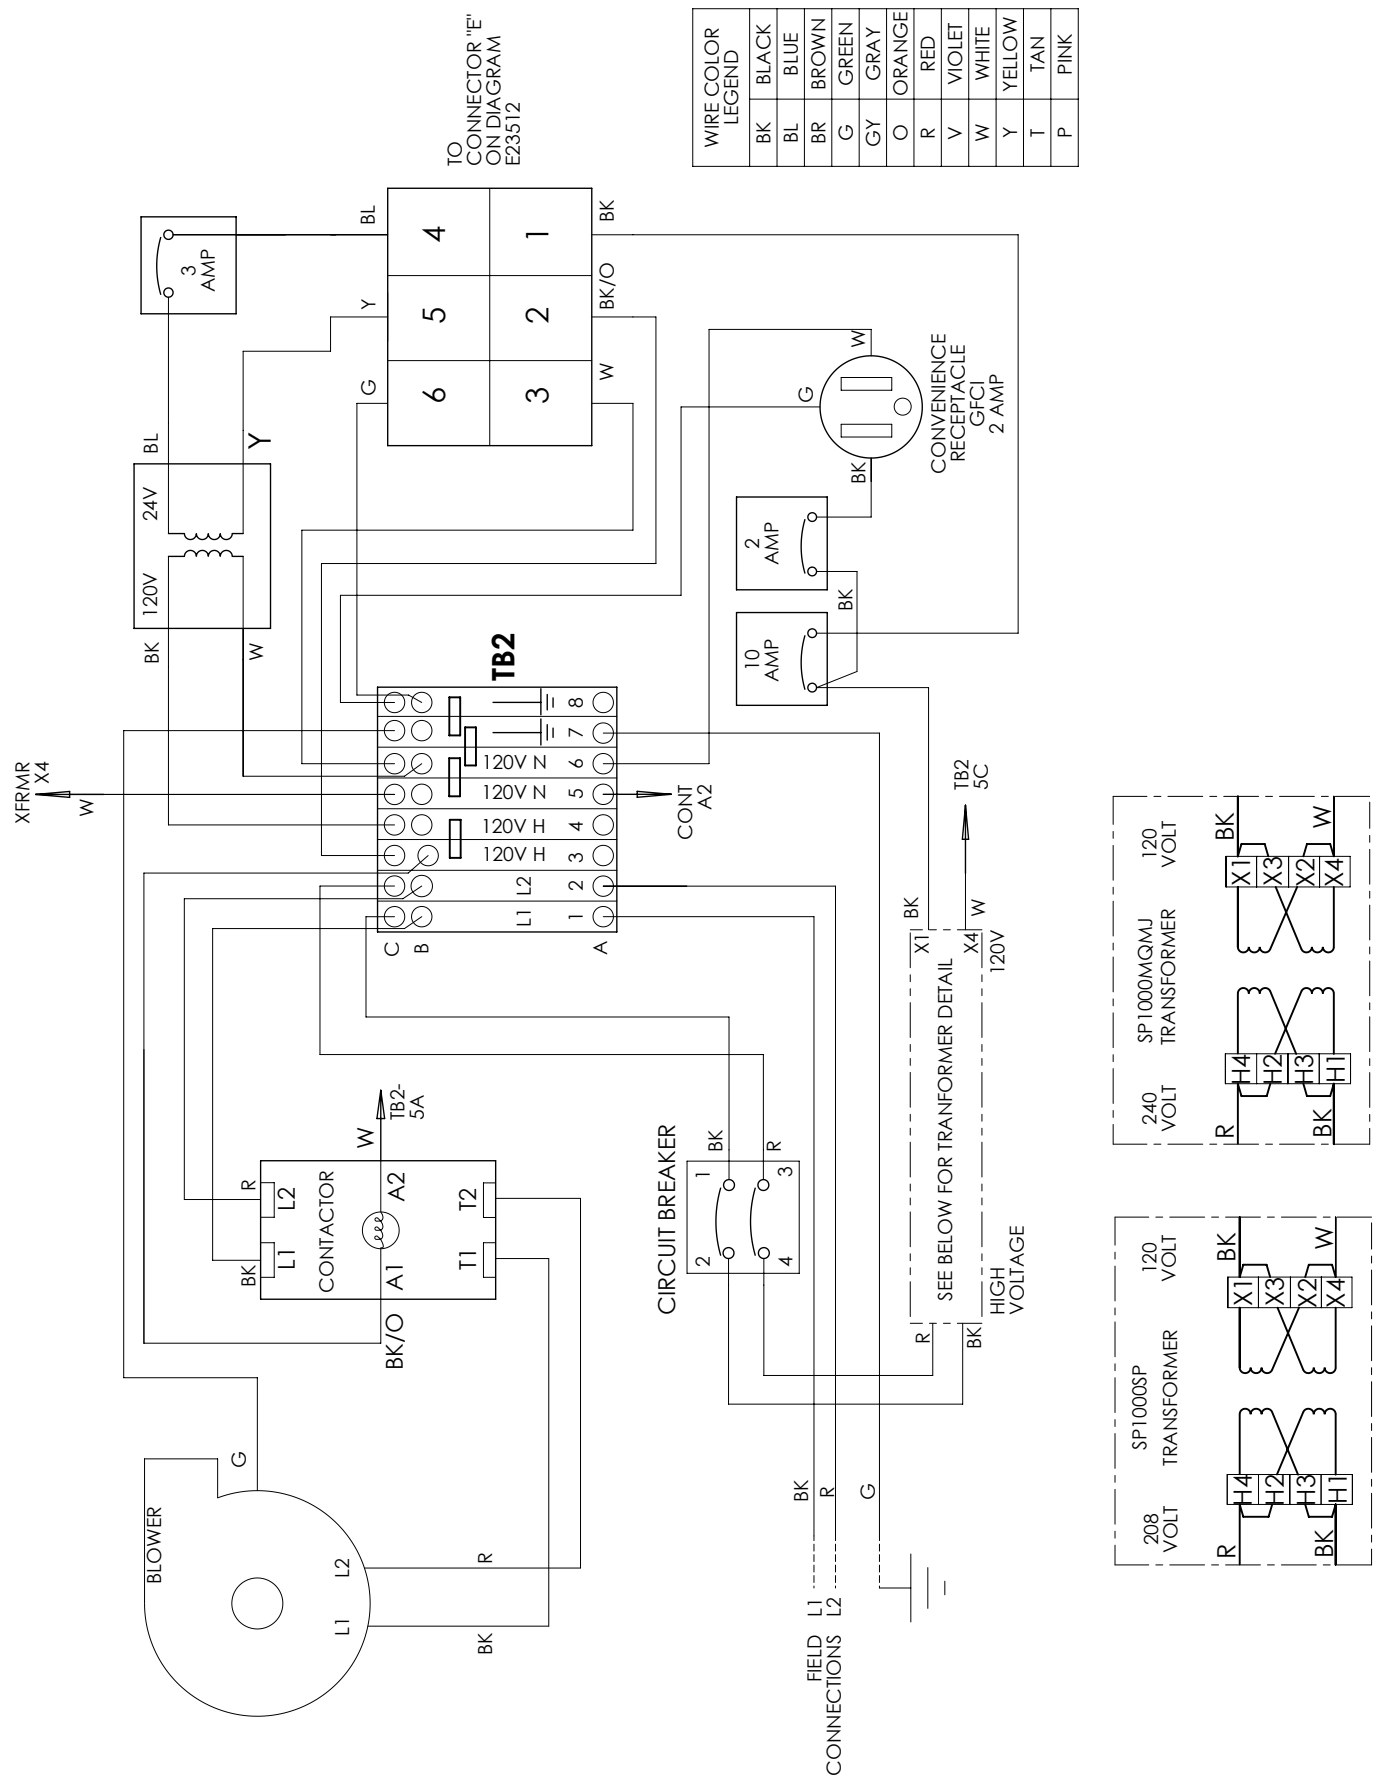 BLOWER
L1
L2
G
BK
R
BK
L1
R
L2
CONTACTOR
A1
A2
T1
T2
BK/O
W
TB2-
5A
XFRMR
X4
W
BK
120V
24V
BL
W
Y
3
AMP
BL
Y
G
4
5
6
1
2
3
BK
BK/O
W
TO
CONNECTOR "E"
ON DIAGRAM
E23512
TB2
C
B
A
L1
L2
120V H
120V H
120V N
120V N
1
2
3
4
5
6
7
8
CONT
A2
CIRCUIT BREAKER
2
1
4
3
BK
R
10
AMP
BK
2
AMP
BK
G
W
CONVENIENCE
RECEPTACLE
GFCI
2 AMP
FIELD
CONNECTIONS
L1
L2
BK
R
G
R
BK
HIGH
VOLTAGE
SEE BELOW FOR TRANFORMER DETAIL
X1
X4
120V
BK
W
TB2
5C
WIRE COLOR
LEGEND
BK BLACK
BL BLUE
BR BROWN
G GREEN
GY GRAY
O ORANGE
R RED
V VIOLET
W WHITE
Y YELLOW
T TAN
P PINK
208
VOLT
SP1000SP
TRANSFORMER
120
VOLT
R
BK
H4
H2
H3
H1
X1
X3
X2
X4
BK
W
240
VOLT
SP1000MQMJ
TRANSFORMER
120
VOLT
R
BK
H4
H2
H3
H1
X1
X3
X2
X4
BK
W